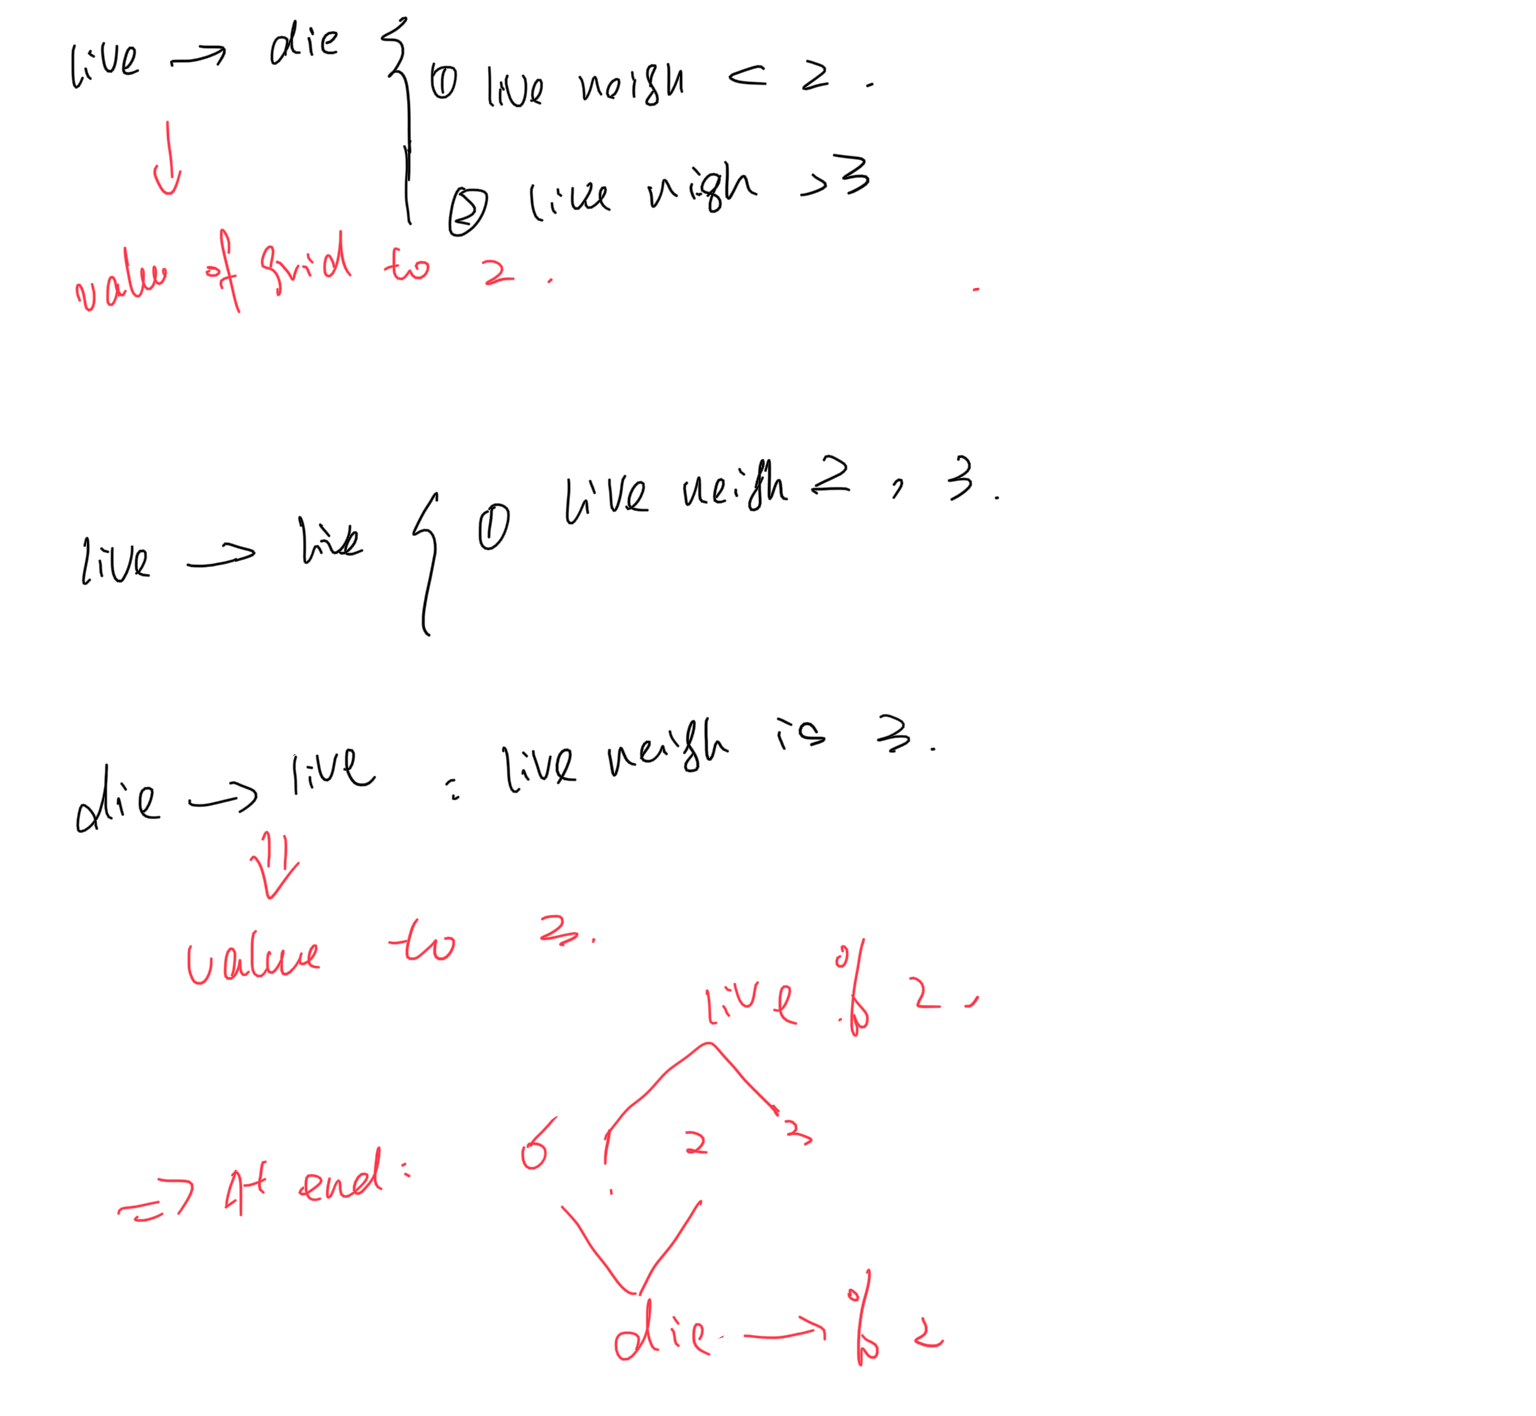 live → die { ① live neigh < 2 .
② live nigh >3
value of grid to 2 .
live → live { ① live neigh 2 , 3 .
die → live : live neigh is 3 .
value to 3 .
live % 2 ,
⇒ At end : 0 1 2 3
die → % 2